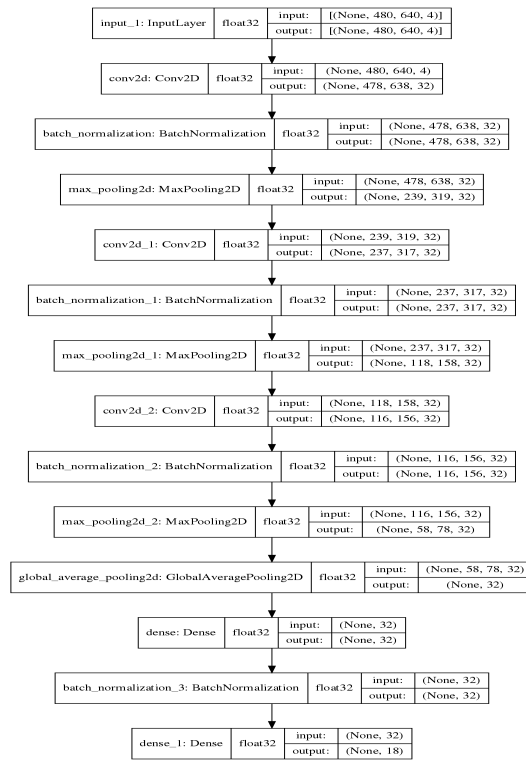 input_1: InputLayer float32 input: [(None, 480, 640, 4)]
output: [(None, 480, 640, 4)]
conv2d: Conv2D float32 input: (None, 480, 640, 4)
output: (None, 478, 638, 32)
batch_normalization: BatchNormalization float32 input: (None, 478, 638, 32)
output: (None, 478, 638, 32)
max_pooling2d: MaxPooling2D float32 input: (None, 478, 638, 32)
output: (None, 239, 319, 32)
conv2d_1: Conv2D float32 input: (None, 239, 319, 32)
output: (None, 237, 317, 32)
batch_normalization_1: BatchNormalization float32 input: (None, 237, 317, 32)
output: (None, 237, 317, 32)
max_pooling2d_1: MaxPooling2D float32 input: (None, 237, 317, 32)
output: (None, 118, 158, 32)
conv2d_2: Conv2D float32 input: (None, 118, 158, 32)
output: (None, 116, 156, 32)
batch_normalization_2: BatchNormalization float32 input: (None, 116, 156, 32)
output: (None, 116, 156, 32)
max_pooling2d_2: MaxPooling2D float32 input: (None, 116, 156, 32)
output: (None, 58, 78, 32)
global_average_pooling2d: GlobalAveragePooling2D float32 input: (None, 58, 78, 32)
output: (None, 32)
dense: Dense float32 input: (None, 32)
output: (None, 32)
batch_normalization_3: BatchNormalization float32 input: (None, 32)
output: (None, 32)
dense_1: Dense float32 input: (None, 32)
output: (None, 18)